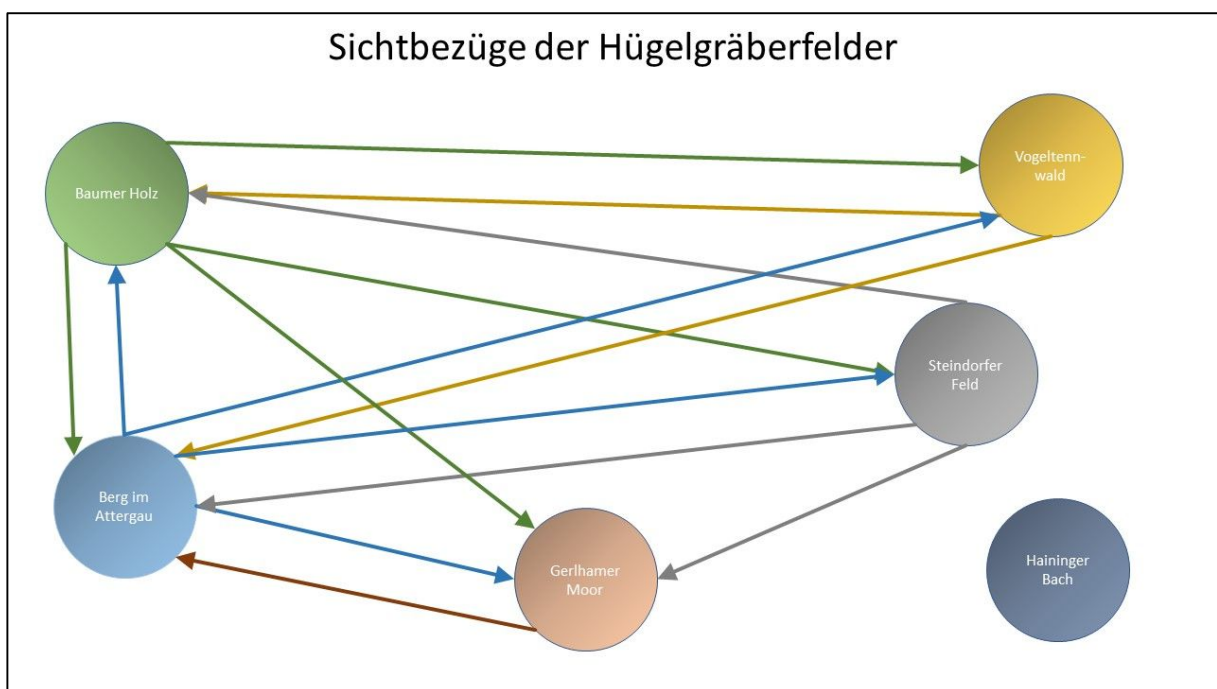 Sichtbezüge der Hügelgräberfelder
Baumer Holz
Vogeltenn-
wald
Steindorfer
Feld
Berg im
Attergau
Gerlhamer
Moor
Haininger
Bach